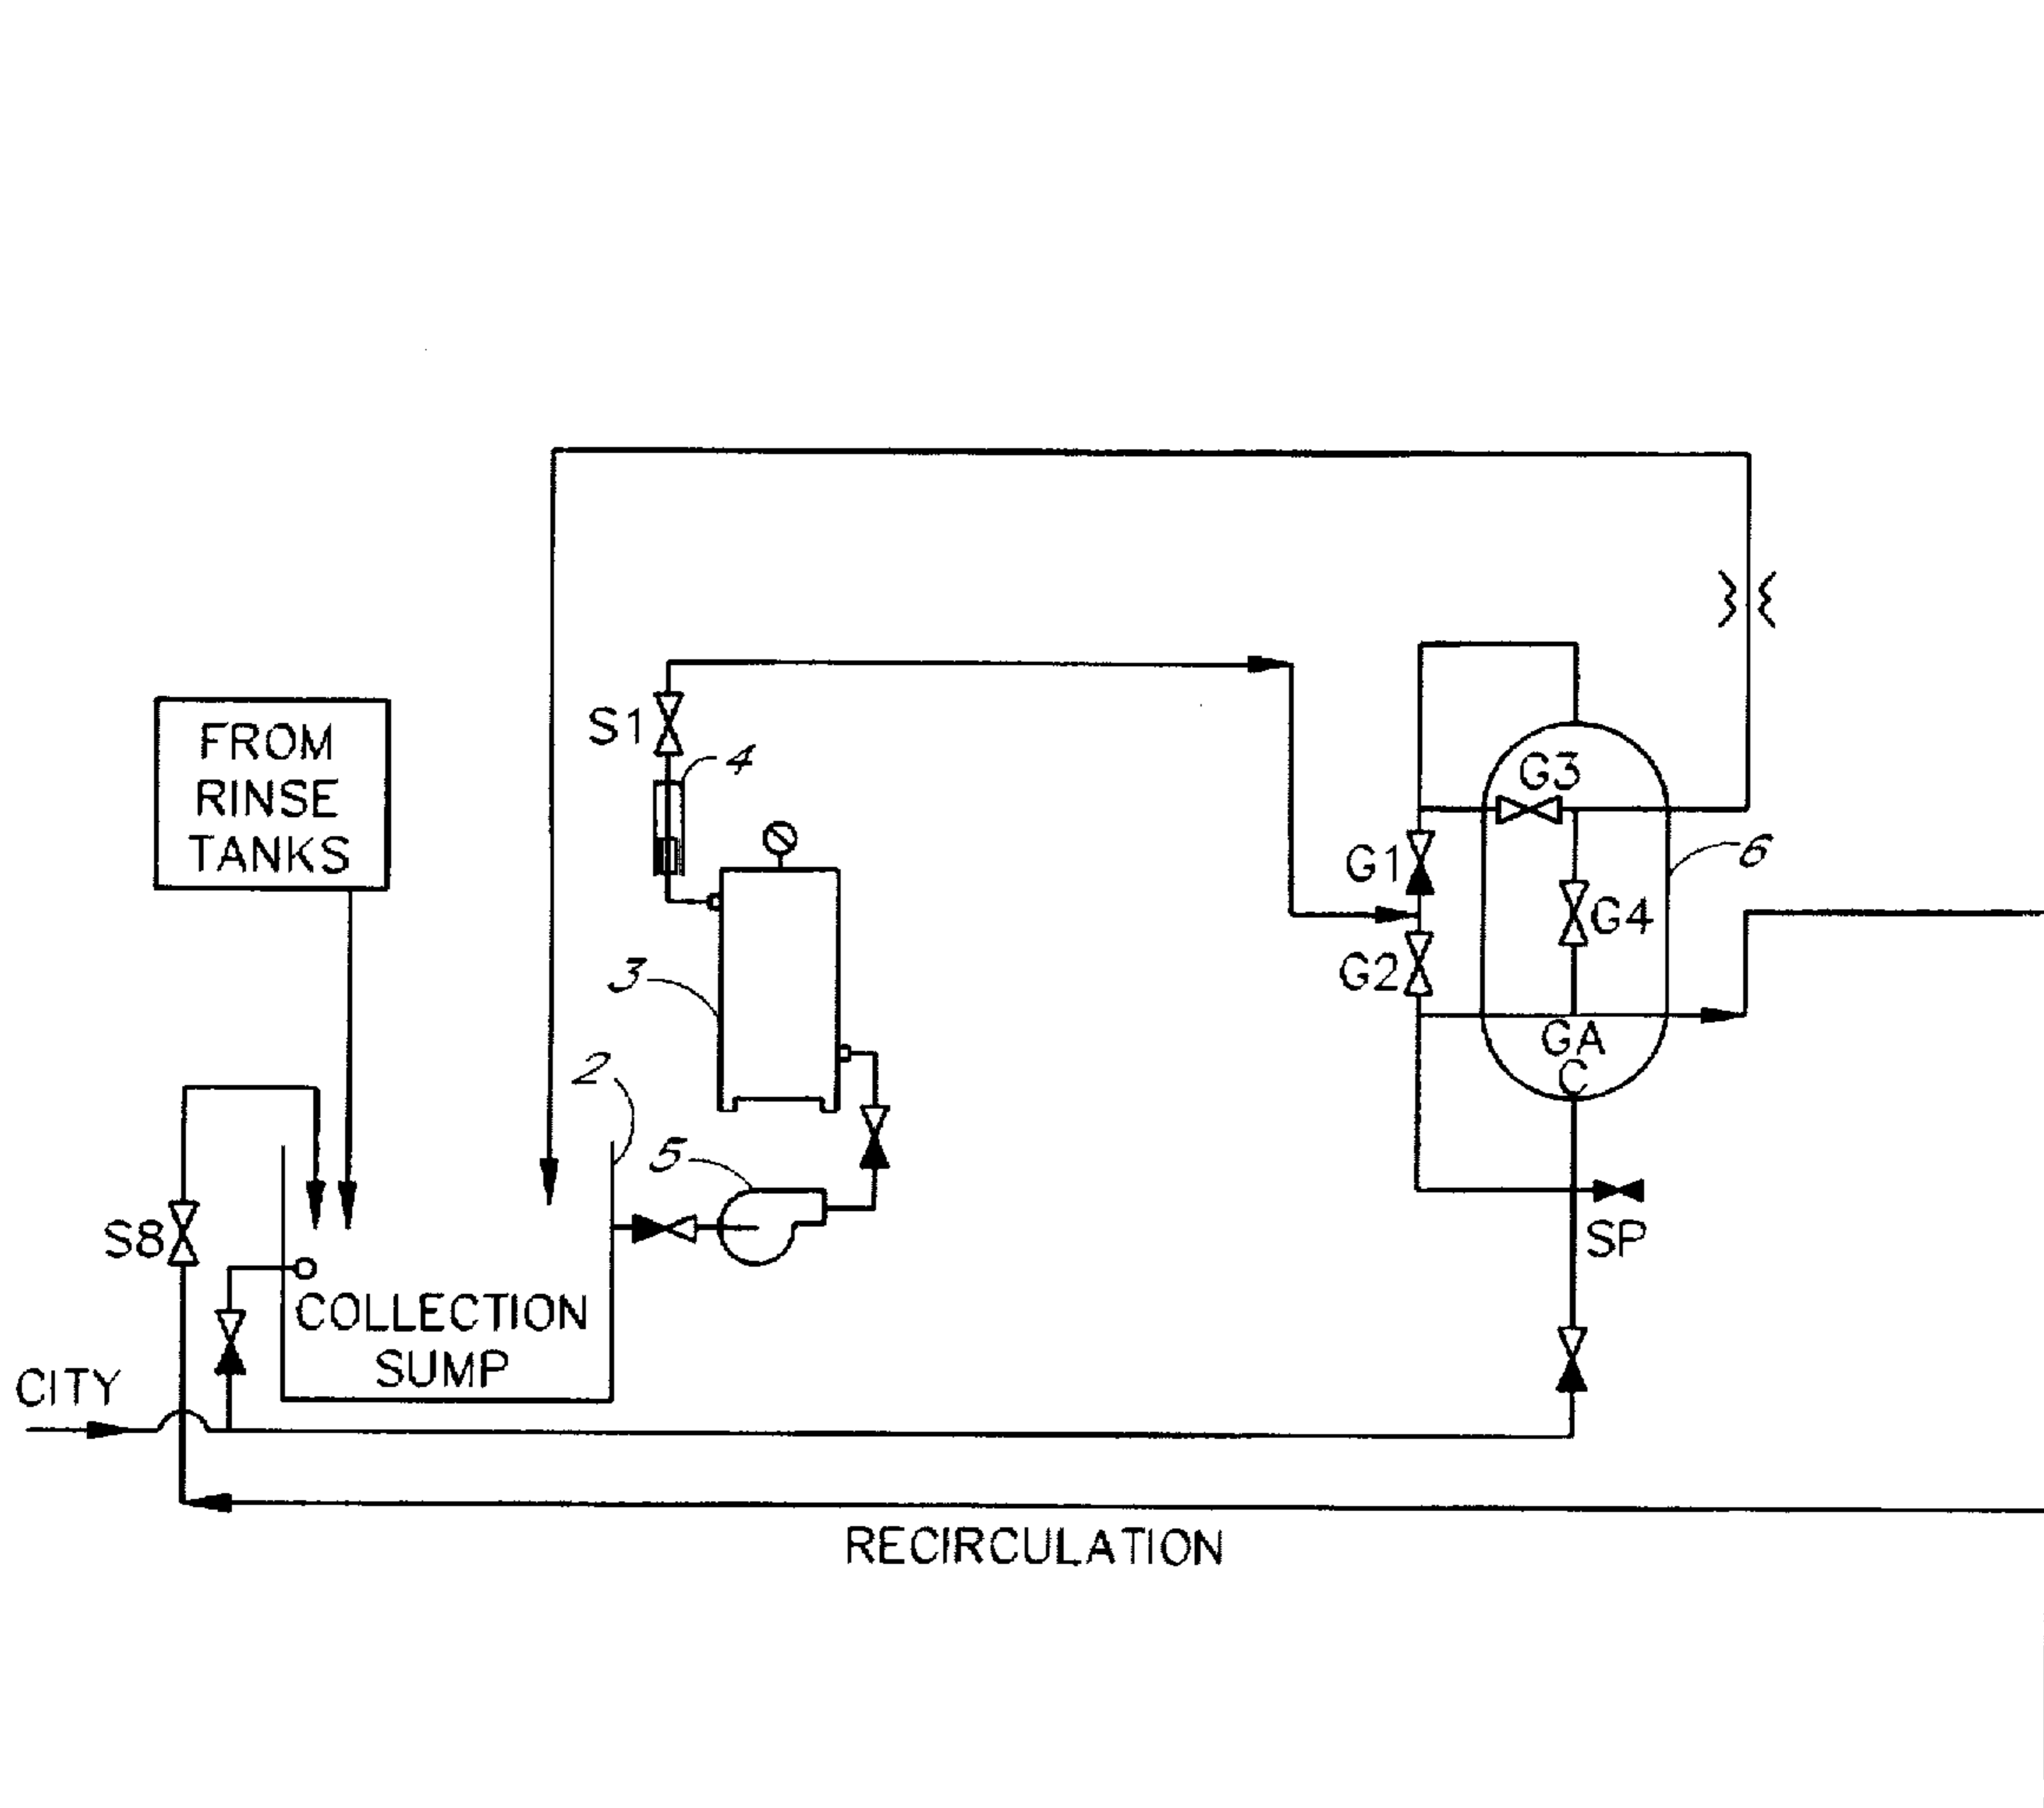 FROM
RINSE
TANKS
S1
4
G3
G1
6
G4
G2
3
GA
C
2
5
S8
SP
COLLECTION
SUMP
CITY
RECIRCULATION